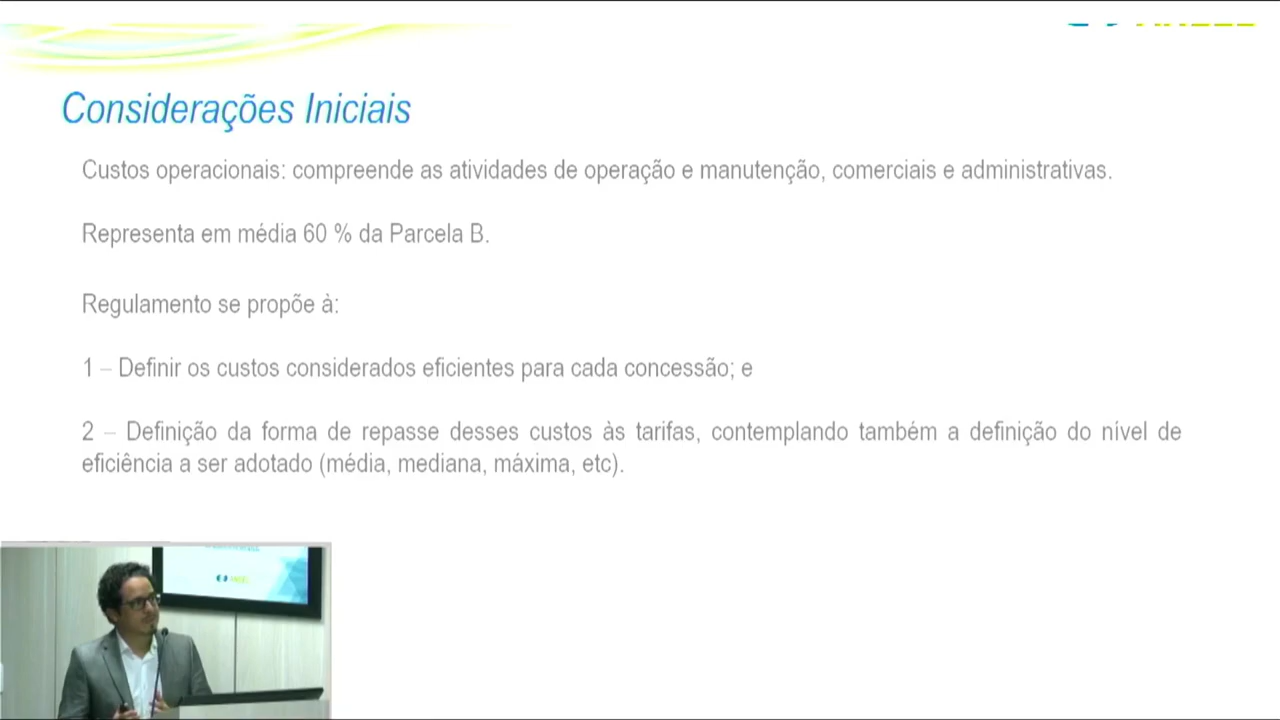 Considerações Iniciais
Custos operacionais: compreende as atividades de operação e manutenção, comerciais e administrativas.
Representa em média 60 % da Parcela B.
Regulamento se propõe à:
1 – Definir os custos considerados eficientes para cada concessão; e
2 – Definição da forma de repasse desses custos às tarifas, contemplando também a definição do nível de
eficiência a ser adotado (média, mediana, máxima, etc).